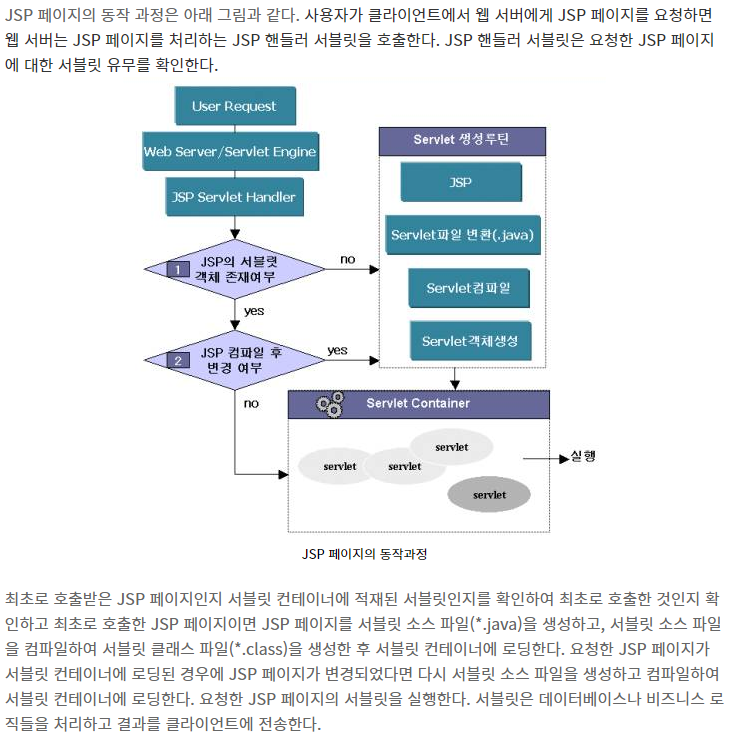 JSP 페이지의 동작 과정은 아래 그림과 같다. 사용자가 클라이언트에서 웹 서버에게 JSP 페이지를 요청하면
웹 서버는 JSP 페이지를 처리하는 JSP 핸들러 서블릿을 호출한다. JSP 핸들러 서블릿은 요청한 JSP 페이지
에 대한 서블릿 유무를 확인한다.
User Request
Web Server/Servlet Engine
JSP Servlet Handler
1
JSP의 서블릿
객체 존재여부
no
yes
2
JSP 컴파일 후
변경 여부
yes
no
Servlet 생성루틴
JSP
Servlet파일 변환(.java)
Servlet컴파일
Servlet객체생성
Servlet Container
servlet
servlet
servlet
servlet
실행
JSP 페이지의 동작과정
최초로 호출받은 JSP 페이지인지 서블릿 컨테이너에 적재된 서블릿인지를 확인하여 최초로 호출한 것인지 확
인하고 최초로 호출한 JSP 페이지이면 JSP 페이지를 서블릿 소스 파일(*.java)을 생성하고, 서블릿 소스 파일
을 컴파일하여 서블릿 클래스 파일(*.class)을 생성한 후 서블릿 컨테이너에 로딩한다. 요청한 JSP 페이지가
서블릿 컨테이너에 로딩된 경우에 JSP 페이지가 변경되었다면 다시 서블릿 소스 파일을 생성하고 컴파일하여
서블릿 컨테이너에 로딩한다. 요청한 JSP 페이지의 서블릿을 실행한다. 서블릿은 데이터베이스나 비즈니스 로
직들을 처리하고 결과를 클라이언트에 전송한다.